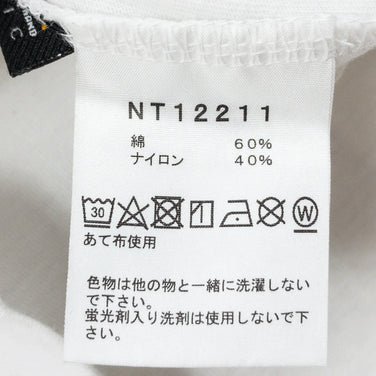 NT12211
綿 60%
ナイロン 40%
30
W
あて布使用
色物は他の物と一緒に洗濯しない
で下さい。
蛍光剤入り洗剤は使用しないで下
さい。